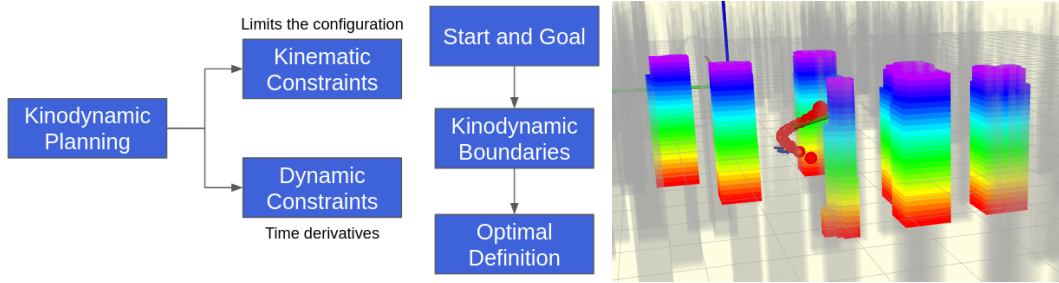 Limits the configuration
Kinematic
Constraints
Kinodynamic
Planning
Dynamic
Constraints
Time derivatives
Start and Goal
Kinodynamic
Boundaries
Optimal
Definition